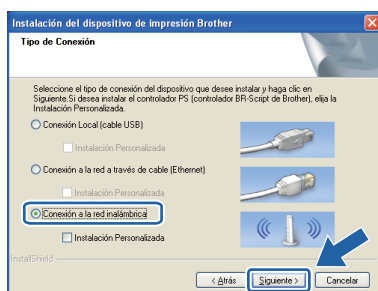 Instalación del dispositivo de impresión Brother
Tipo de Conexión
Seleccione el tipo de conexión del dispositivo que desee instalar y haga clic en
Siguiente.Si desea instalar el controlador PS (controlador BR-Script de Brother), elija la
Instalación Personalizada.
Conexión Local (cable USB)
Instalación Personalizada
Conexión a la red a través de cable (Ethernet)
Instalación Personalizada
Conexión a la red inalámbrica
Instalación Personalizada
InstallShield
< Atrás Siguiente > Cancelar